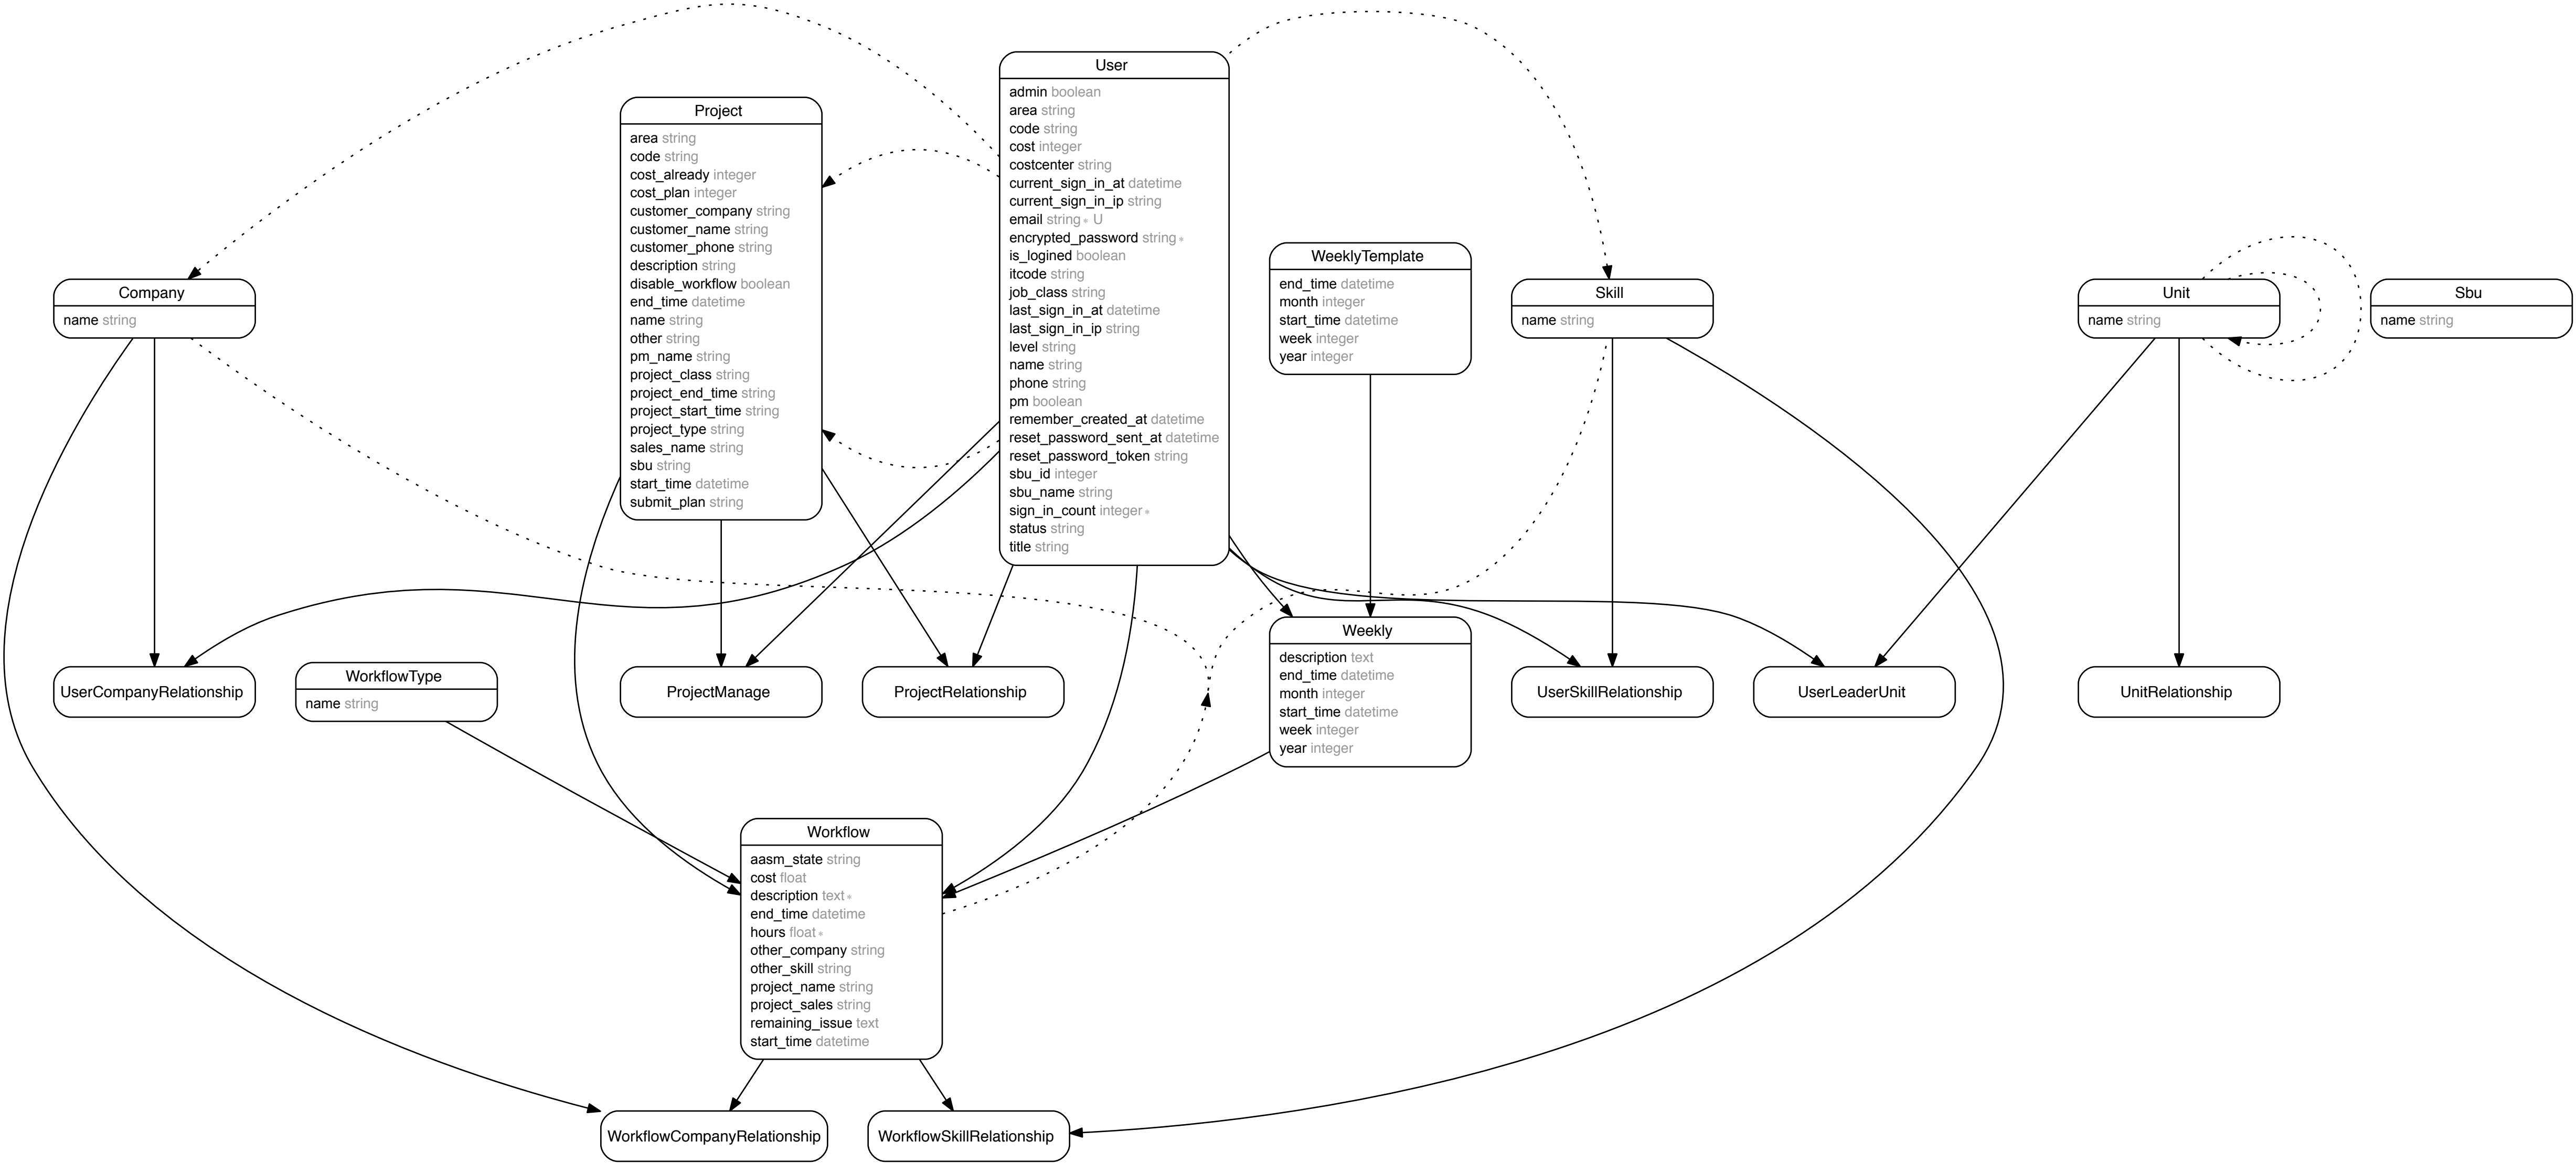 User
admin boolean
area string
code string
cost integer
costcenter string
current_sign_in_at datetime
current_sign_in_ip string
email string • U
encrypted_password string •
is_logined boolean
itcode string
job_class string
last_sign_in_at datetime
last_sign_in_ip string
level string
name string
phone string
pm boolean
remember_created_at datetime
reset_password_sent_at datetime
reset_password_token string
sbu_id integer
sbu_name string
sign_in_count integer •
status string
title string
Project
area string
code string
cost_already integer
cost_plan integer
customer_company string
customer_name string
customer_phone string
description string
disable_workflow boolean
end_time datetime
name string
other string
pm_name string
project_class string
project_end_time string
project_start_time string
project_type string
sales_name string
sbu string
start_time datetime
submit_plan string
WeeklyTemplate
end_time datetime
month integer
start_time datetime
week integer
year integer
Company
name string
Skill
name string
Unit
name string
Sbu
name string
Weekly
description text
end_time datetime
month integer
start_time datetime
week integer
year integer
UserCompanyRelationship
WorkflowType
name string
ProjectManage
ProjectRelationship
UserSkillRelationship
UserLeaderUnit
UnitRelationship
Workflow
aasm_state string
cost float
description text •
end_time datetime
hours float •
other_company string
other_skill string
project_name string
project_sales string
remaining_issue text
start_time datetime
WorkflowCompanyRelationship
WorkflowSkillRelationship